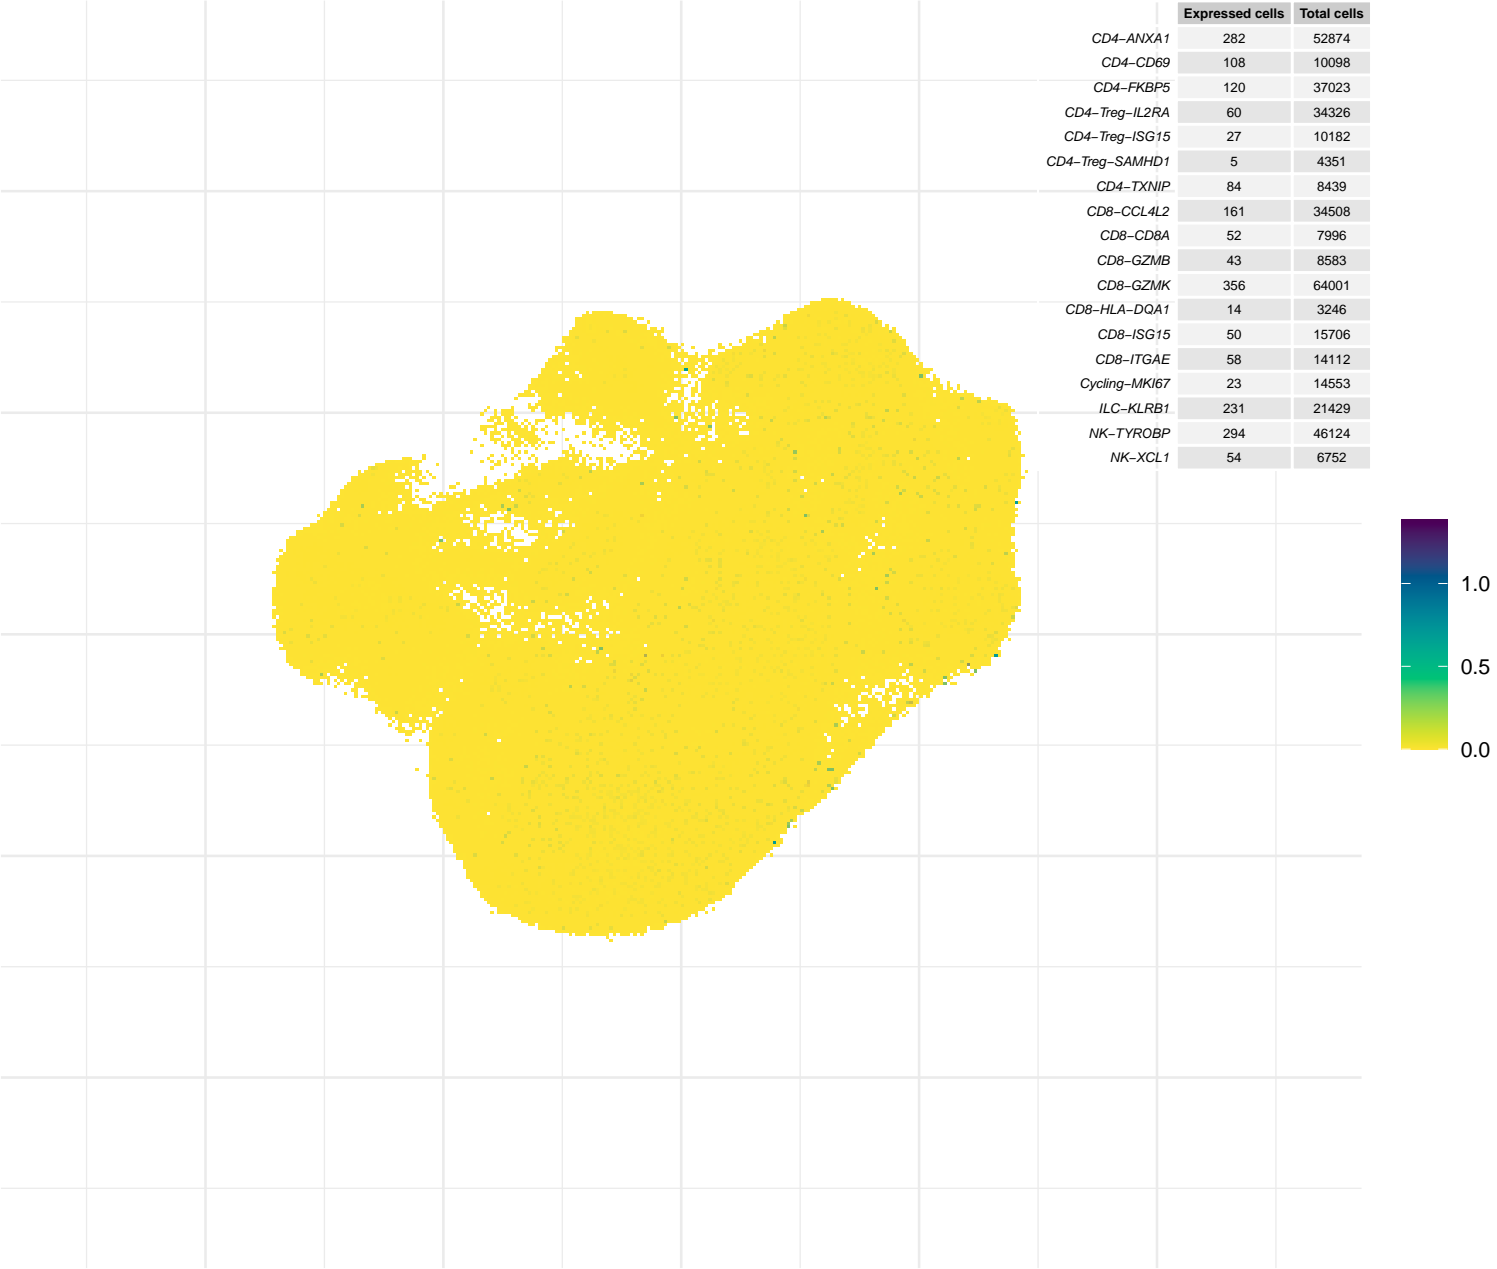 Expressed cells Total cells
CD4−ANXA1 282 52874
CD4−CD69 108 10098
CD4−FKBP5 120 37023
CD4−Treg−IL2RA 60 34326
CD4−Treg−ISG15 27 10182
CD4−Treg−SAMHD1 5 4351
CD4−TXNIP 84 8439
CD8−CCL4L2 161 34508
CD8−CD8A 52 7996
CD8−GZMB 43 8583
CD8−GZMK 356 64001
CD8−HLA−DQA1 14 3246
CD8−ISG15 50 15706
CD8−ITGAE 58 14112
Cycling−MKI67 23 14553
ILC−KLRB1 231 21429
NK−TYROBP 294 46124
NK−XCL1 54 6752
1.0
0.5
0.0